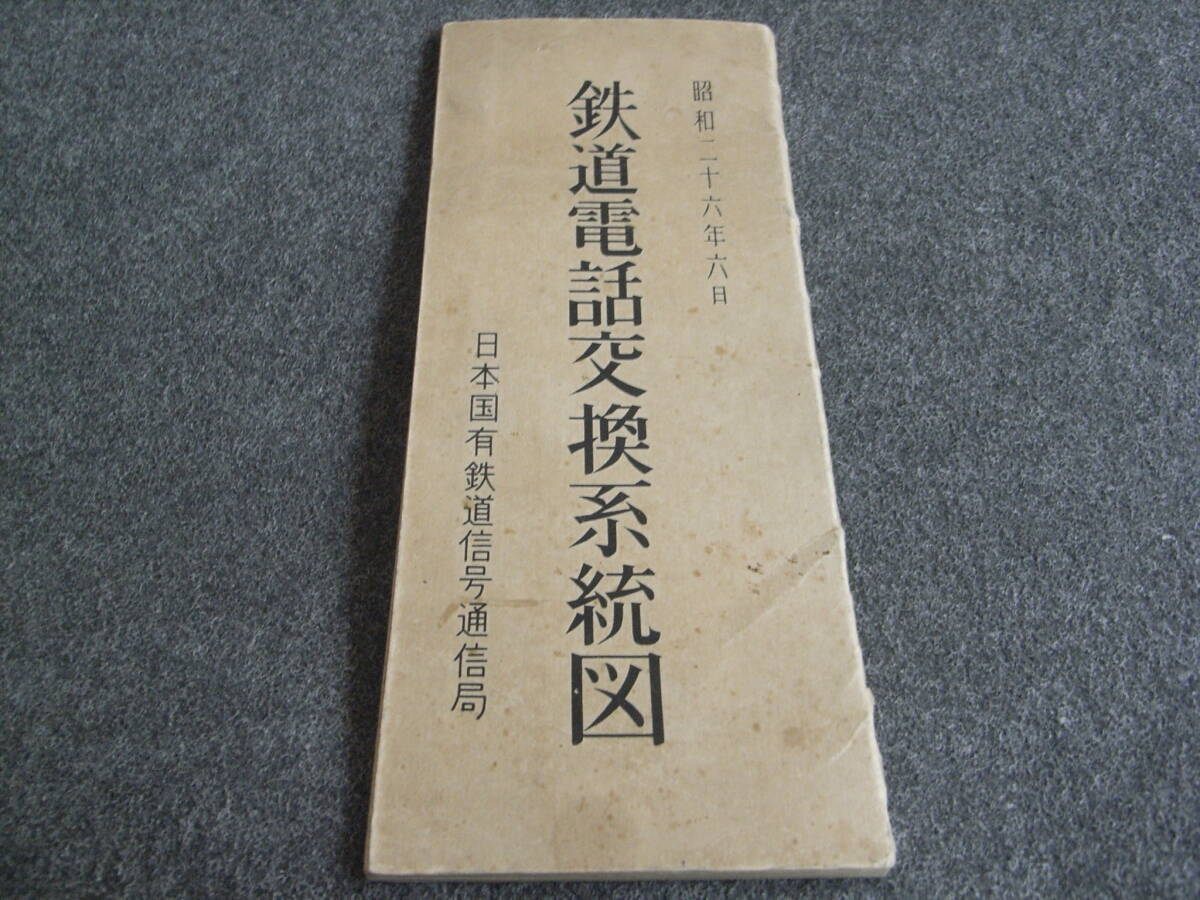 昭和二十六年六日
鉄道電話交換系統図
日本国有鉄道信号通信局